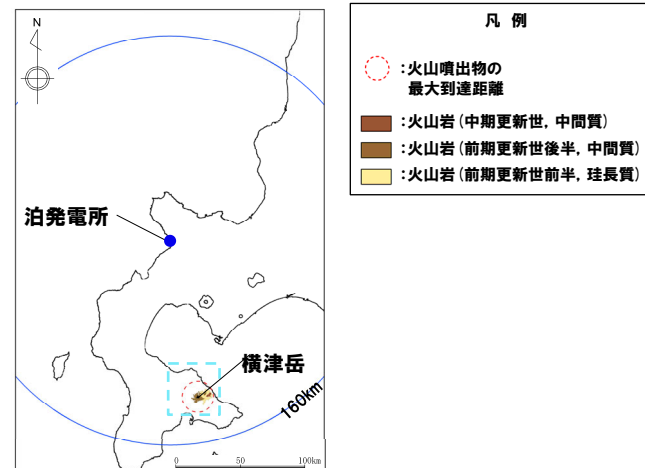 N
泊発電所
横津岳
160km
0 50 100km
凡 例
:火山噴出物の
最大到達距離
:火山岩(中期更新世, 中間質)
:火山岩(前期更新世後半, 中間質)
:火山岩(前期更新世前半, 珪長質)